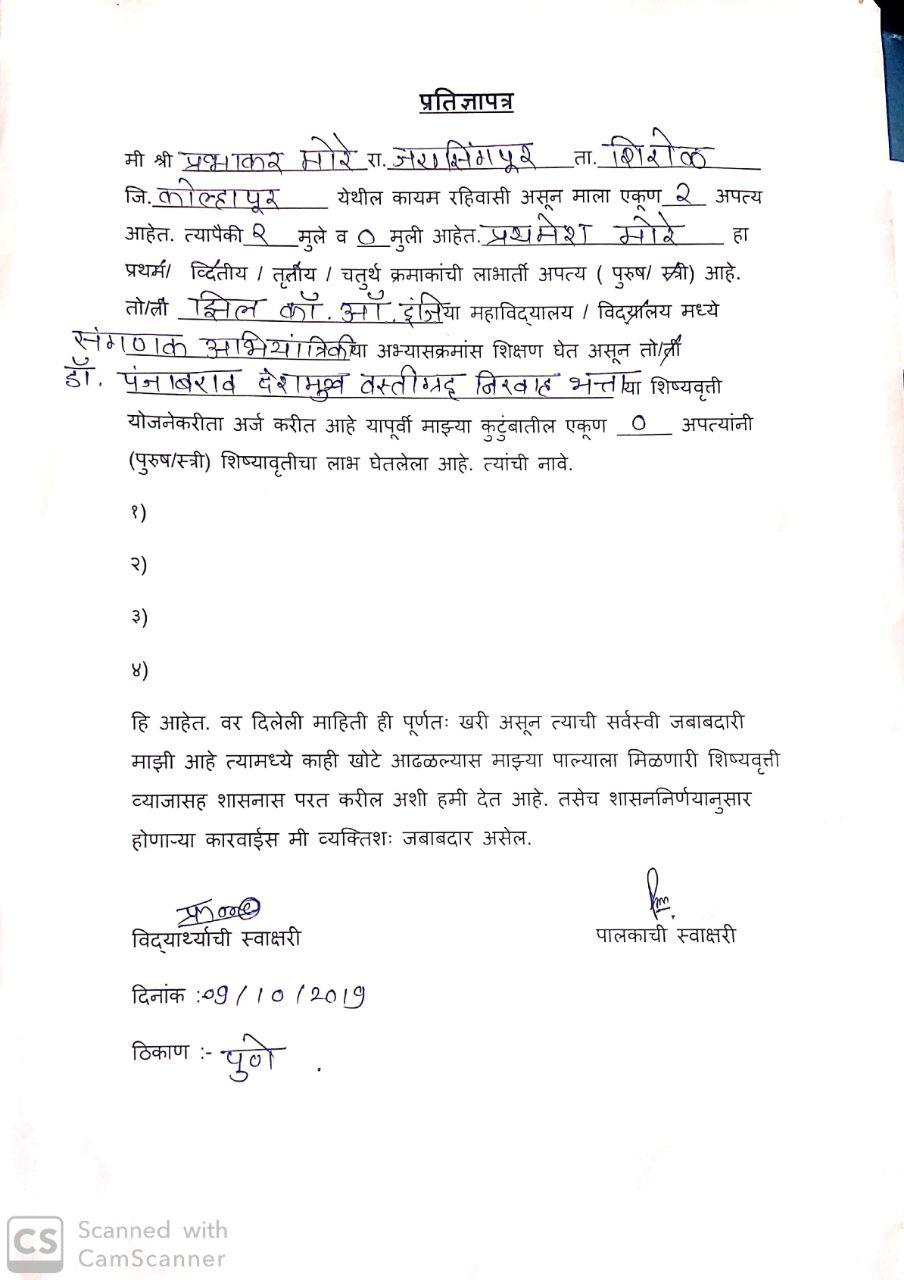 प्रतिज्ञापत्र
मी श्री प्रभाकर मोरे रा. जयसिंगपूर ता. शिरोळ
जि. कोल्हापूर येथील कायम रहिवासी असून माला एकूण २ अपत्य
आहेत. त्यापैकी २ मुले व ० मुली आहेत. प्रथमेश मोरे हा
प्रथम/ व्दितीय / तृतीय / चतुर्थ क्रमाकांची लाभार्ती अपत्य ( पुरुष/ स्त्री) आहे.
तो/ती झिल कॉ. ऑ. इंजि या महाविद्यालय / विद्यालय मध्ये
संगणक अभियांत्रिकी या अभ्यासक्रमांस शिक्षण घेत असून तो/ती
डॉ. पंजाबराव देशमुख वस्तीग्रह निरवाह भत्ता या शिष्यवृत्ती
योजनेकरीता अर्ज करीत आहे यापूर्वी माझ्या कुटुंबातील एकूण ० अपत्यांनी
(पुरुष/स्त्री) शिष्यावृतीचा लाभ घेतलेला आहे. त्यांची नावे.
१)
२)
३)
४)
हि आहेत. वर दिलेली माहिती ही पूर्णतः खरी असून त्याची सर्वस्वी जबाबदारी
माझी आहे त्यामध्ये काही खोटे आढळल्यास माझ्या पाल्याला मिळणारी शिष्यवृत्ती
व्याजासह शासनास परत करील अशी हमी देत आहे. तसेच शासननिर्णयानुसार
होणाऱ्या कारवाईस मी व्यक्तिशः जबाबदार असेल.
विद्यार्थ्याची स्वाक्षरी पालकाची स्वाक्षरी
दिनांक :09/10/2019
ठिकाण :- पुणे .
CS Scanned with
CamScanner